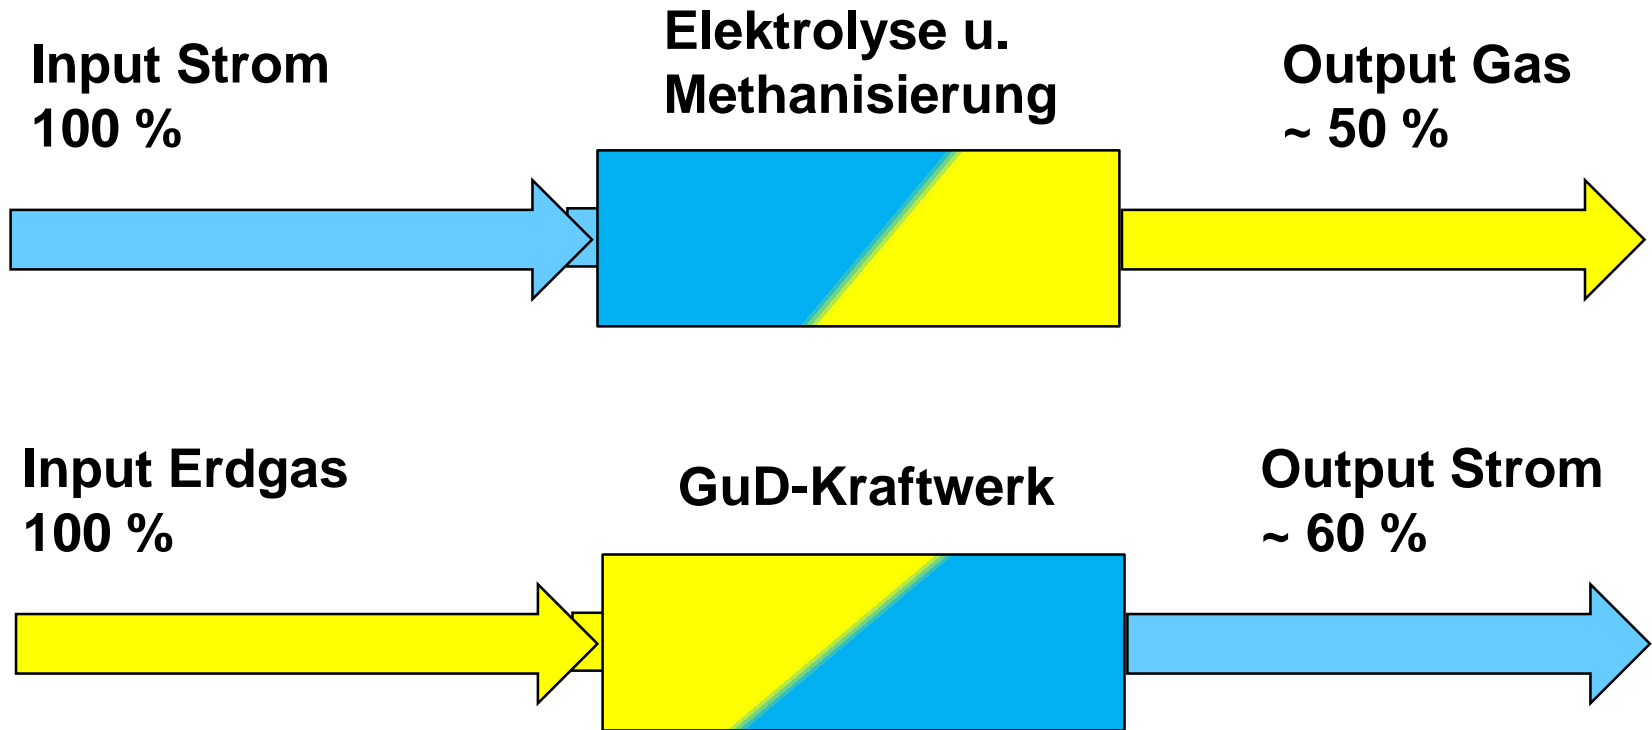 Input Strom
100 %
Elektrolyse u.
Methanisierung
Output Gas
~ 50 %
Input Erdgas
100 %
GuD-Kraftwerk
Output Strom
~ 60 %